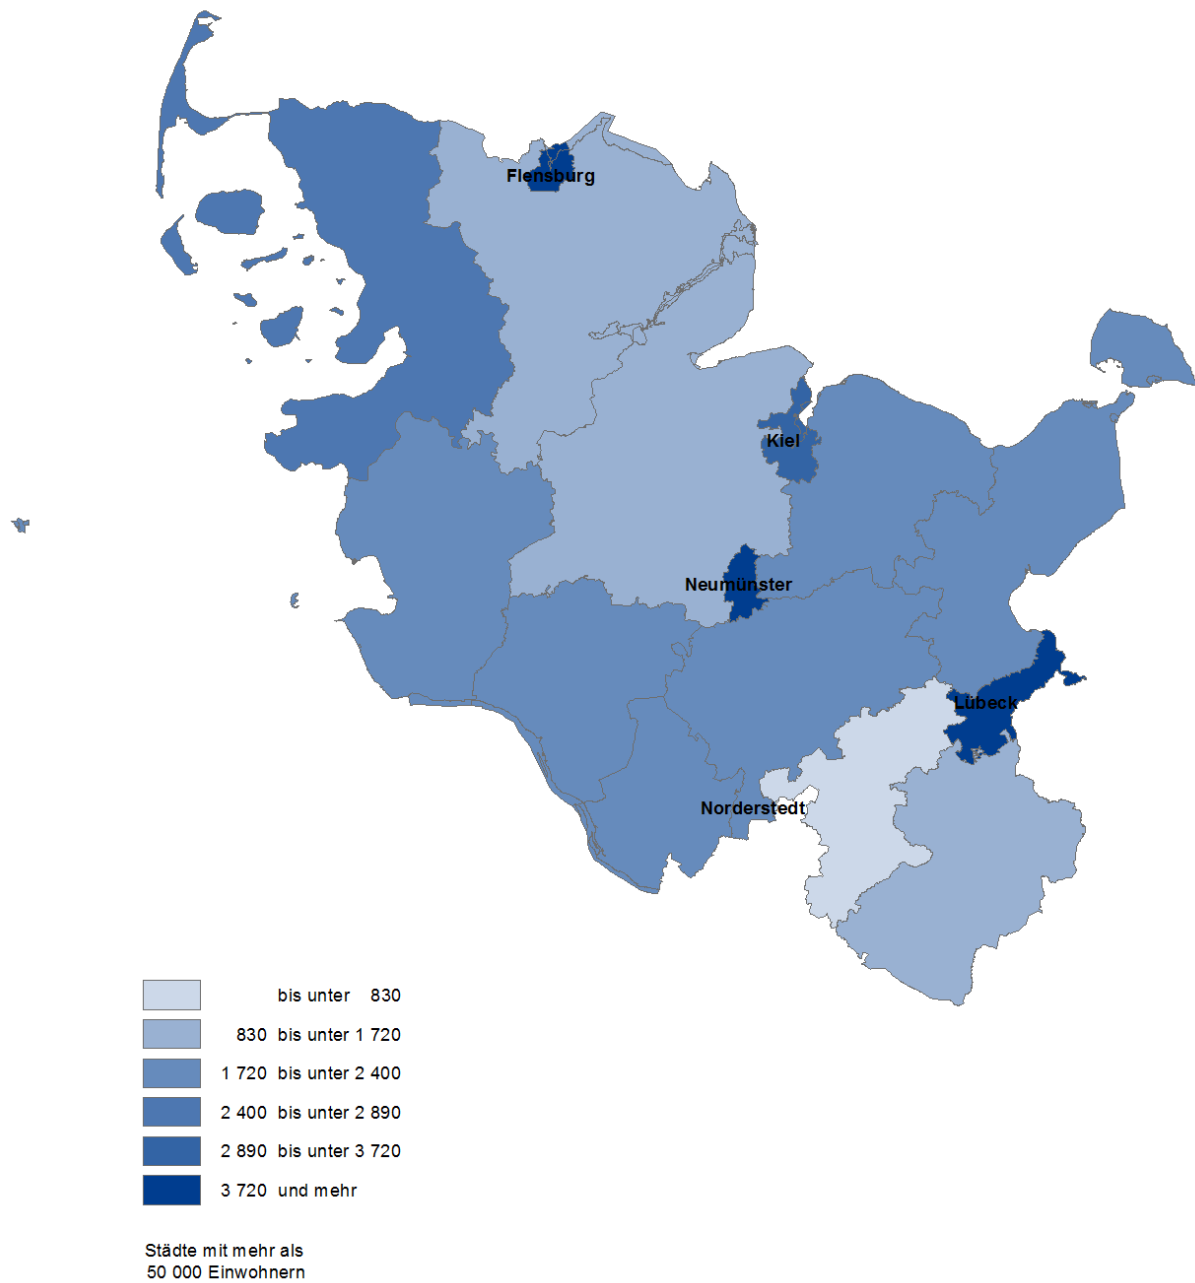 Flensburg
Kiel
Neumünster
Lübeck
Norderstedt
bis unter 830
830 bis unter 1 720
1 720 bis unter 2 400
2 400 bis unter 2 890
2 890 bis unter 3 720
3 720 und mehr
Städte mit mehr als
50 000 Einwohnern